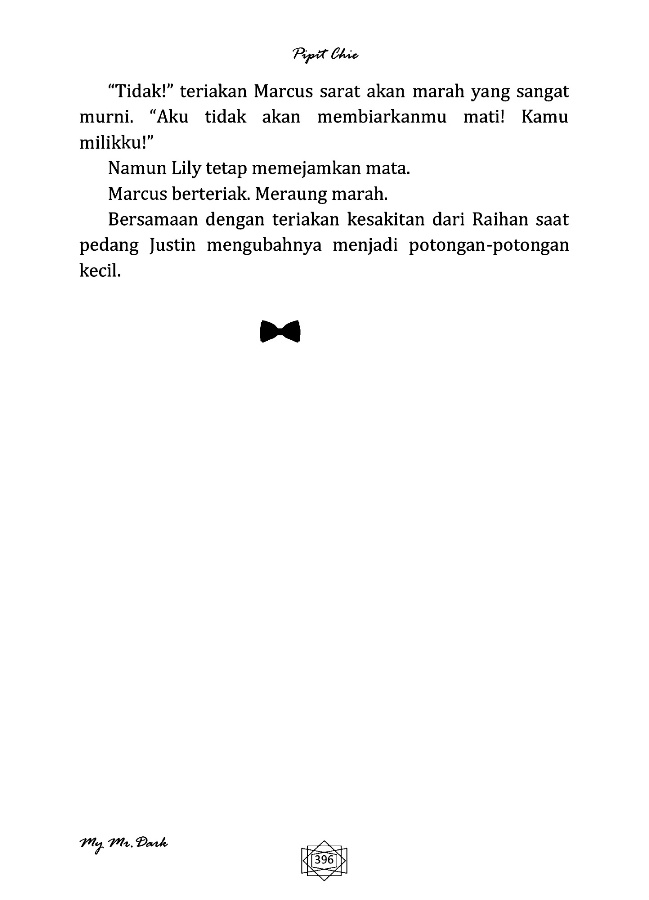 Pipit Chie
“Tidak!” teriakan Marcus sarat akan marah yang sangat
murni. “Aku tidak akan membiarkanmu mati! Kamu
milikku!”
Namun Lily tetap memejamkan mata.
Marcus berteriak. Meraung marah.
Bersamaan dengan teriakan kesakitan dari Raihan saat
pedang Justin mengubahnya menjadi potongan-potongan
kecil.
My Mr. Dark
396